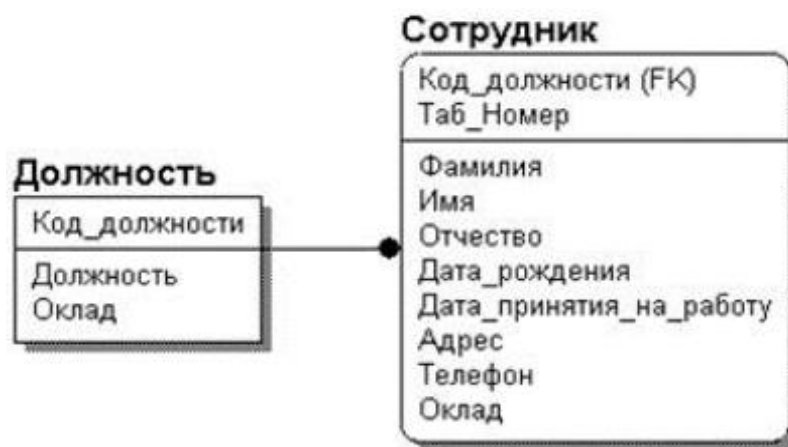 Должность
Код_должности
Должность
Оклад
Сотрудник
Код_должности (FK)
Таб_Номер
Фамилия
Имя
Отчество
Дата_рождения
Дата_принятия_на_работу
Адрес
Телефон
Оклад